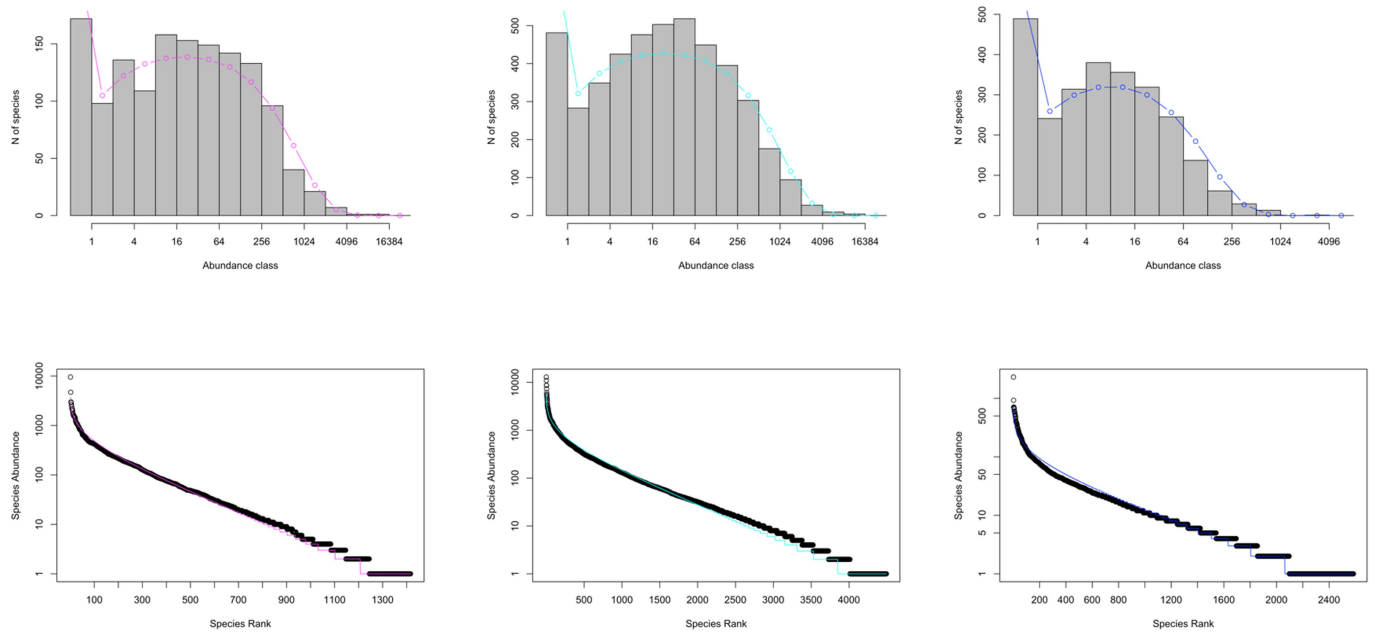 N of species
0
50
100
150
1 4 16 64 256 1024 4096 16384
Abundance class
N of species
0
100
200
300
400
500
1 4 16 64 256 1024 4096 16384
Abundance class
N of species
0
100
200
300
400
500
1 4 16 64 256 1024 4096
Abundance class
Species Abundance
1
10
100
1000
10000
100 300 500 700 900 1100 1300
Species Rank
Species Abundance
1
10
100
1000
10000
500 1000 1500 2000 2500 3000 4000
Species Rank
Species Abundance
1
5
10
50
500
200 400 600 800 1200 1600 2000 2400
Species Rank